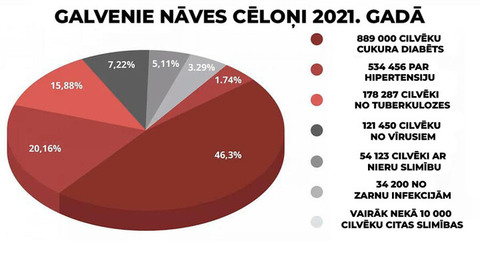 GALVENIE NĀVES CĒLOŅI 2021. GADĀ
7,22%
5,11%
3.29%
1.74%
15,88%
20,16%
46,3%
889 000 CILVĒKU
CUKURA DIABĒTS
534 456 PAR
HIPERTENSIJU
178 287 CILVĒKI
NO TUBERKULOZES
121 450 CILVĒKU
NO VĪRUSIEM
54 123 CILVĒKI AR
NIERU SLIMĪBU
34 200 NO
ZARNU INFEKCIJĀM
VAIRĀK NEKĀ 10 000
CILVĒKU CITAS SLIMĪBAS